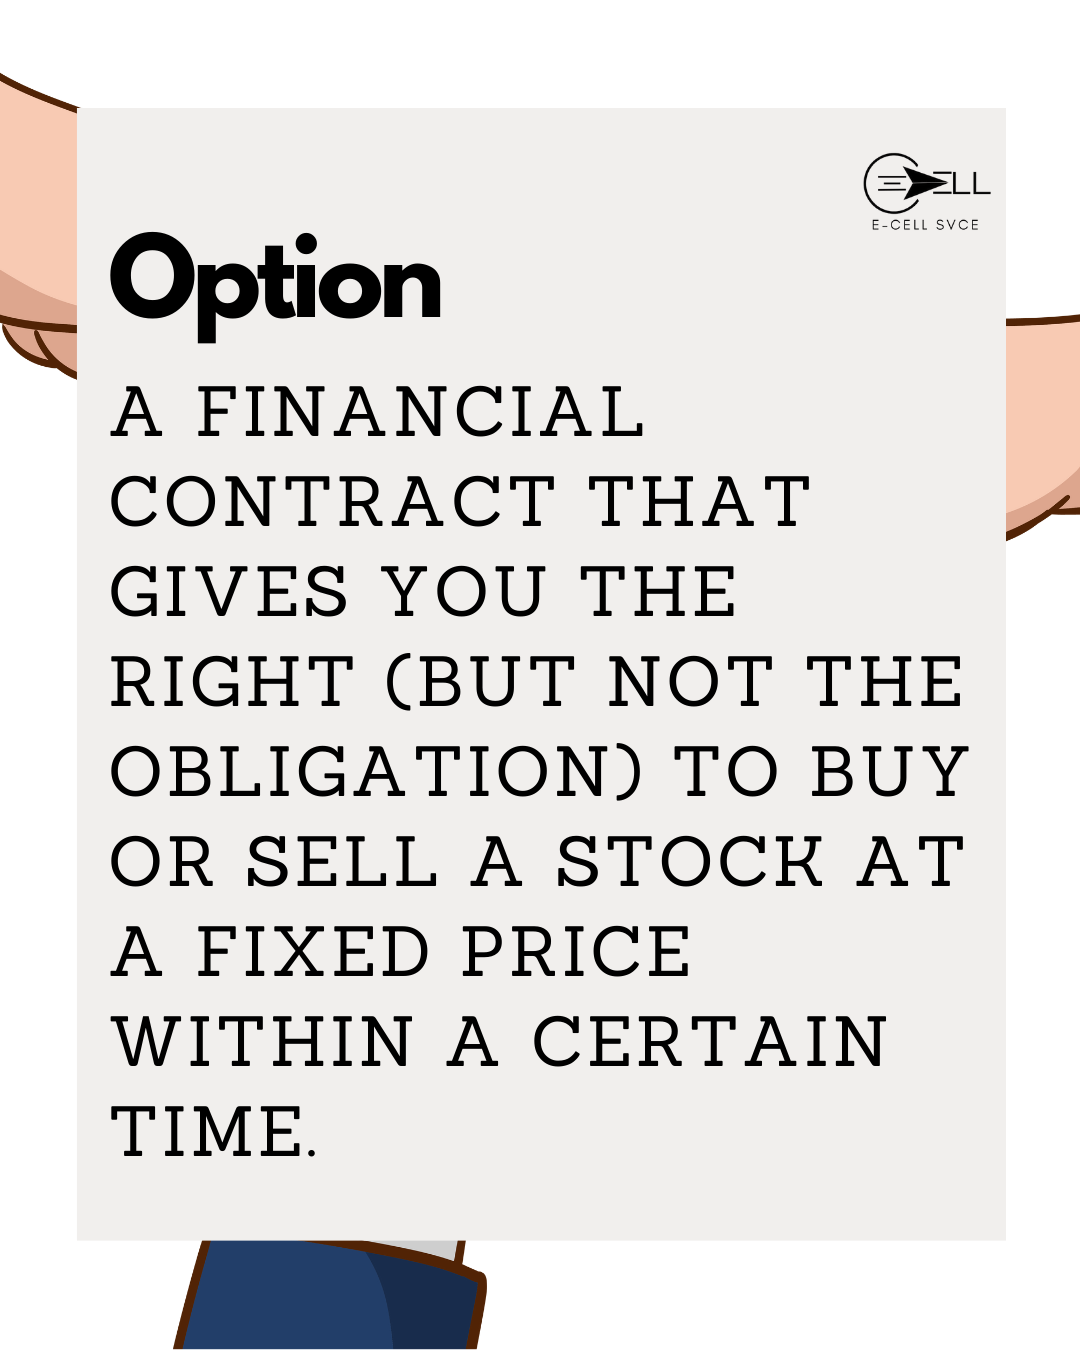 ELL
E-CELL SVCE
Option
A FINANCIAL
CONTRACT THAT
GIVES YOU THE
RIGHT (BUT NOT THE
OBLIGATION) TO BUY
OR SELL A STOCK AT
A FIXED PRICE
WITHIN A CERTAIN
TIME.